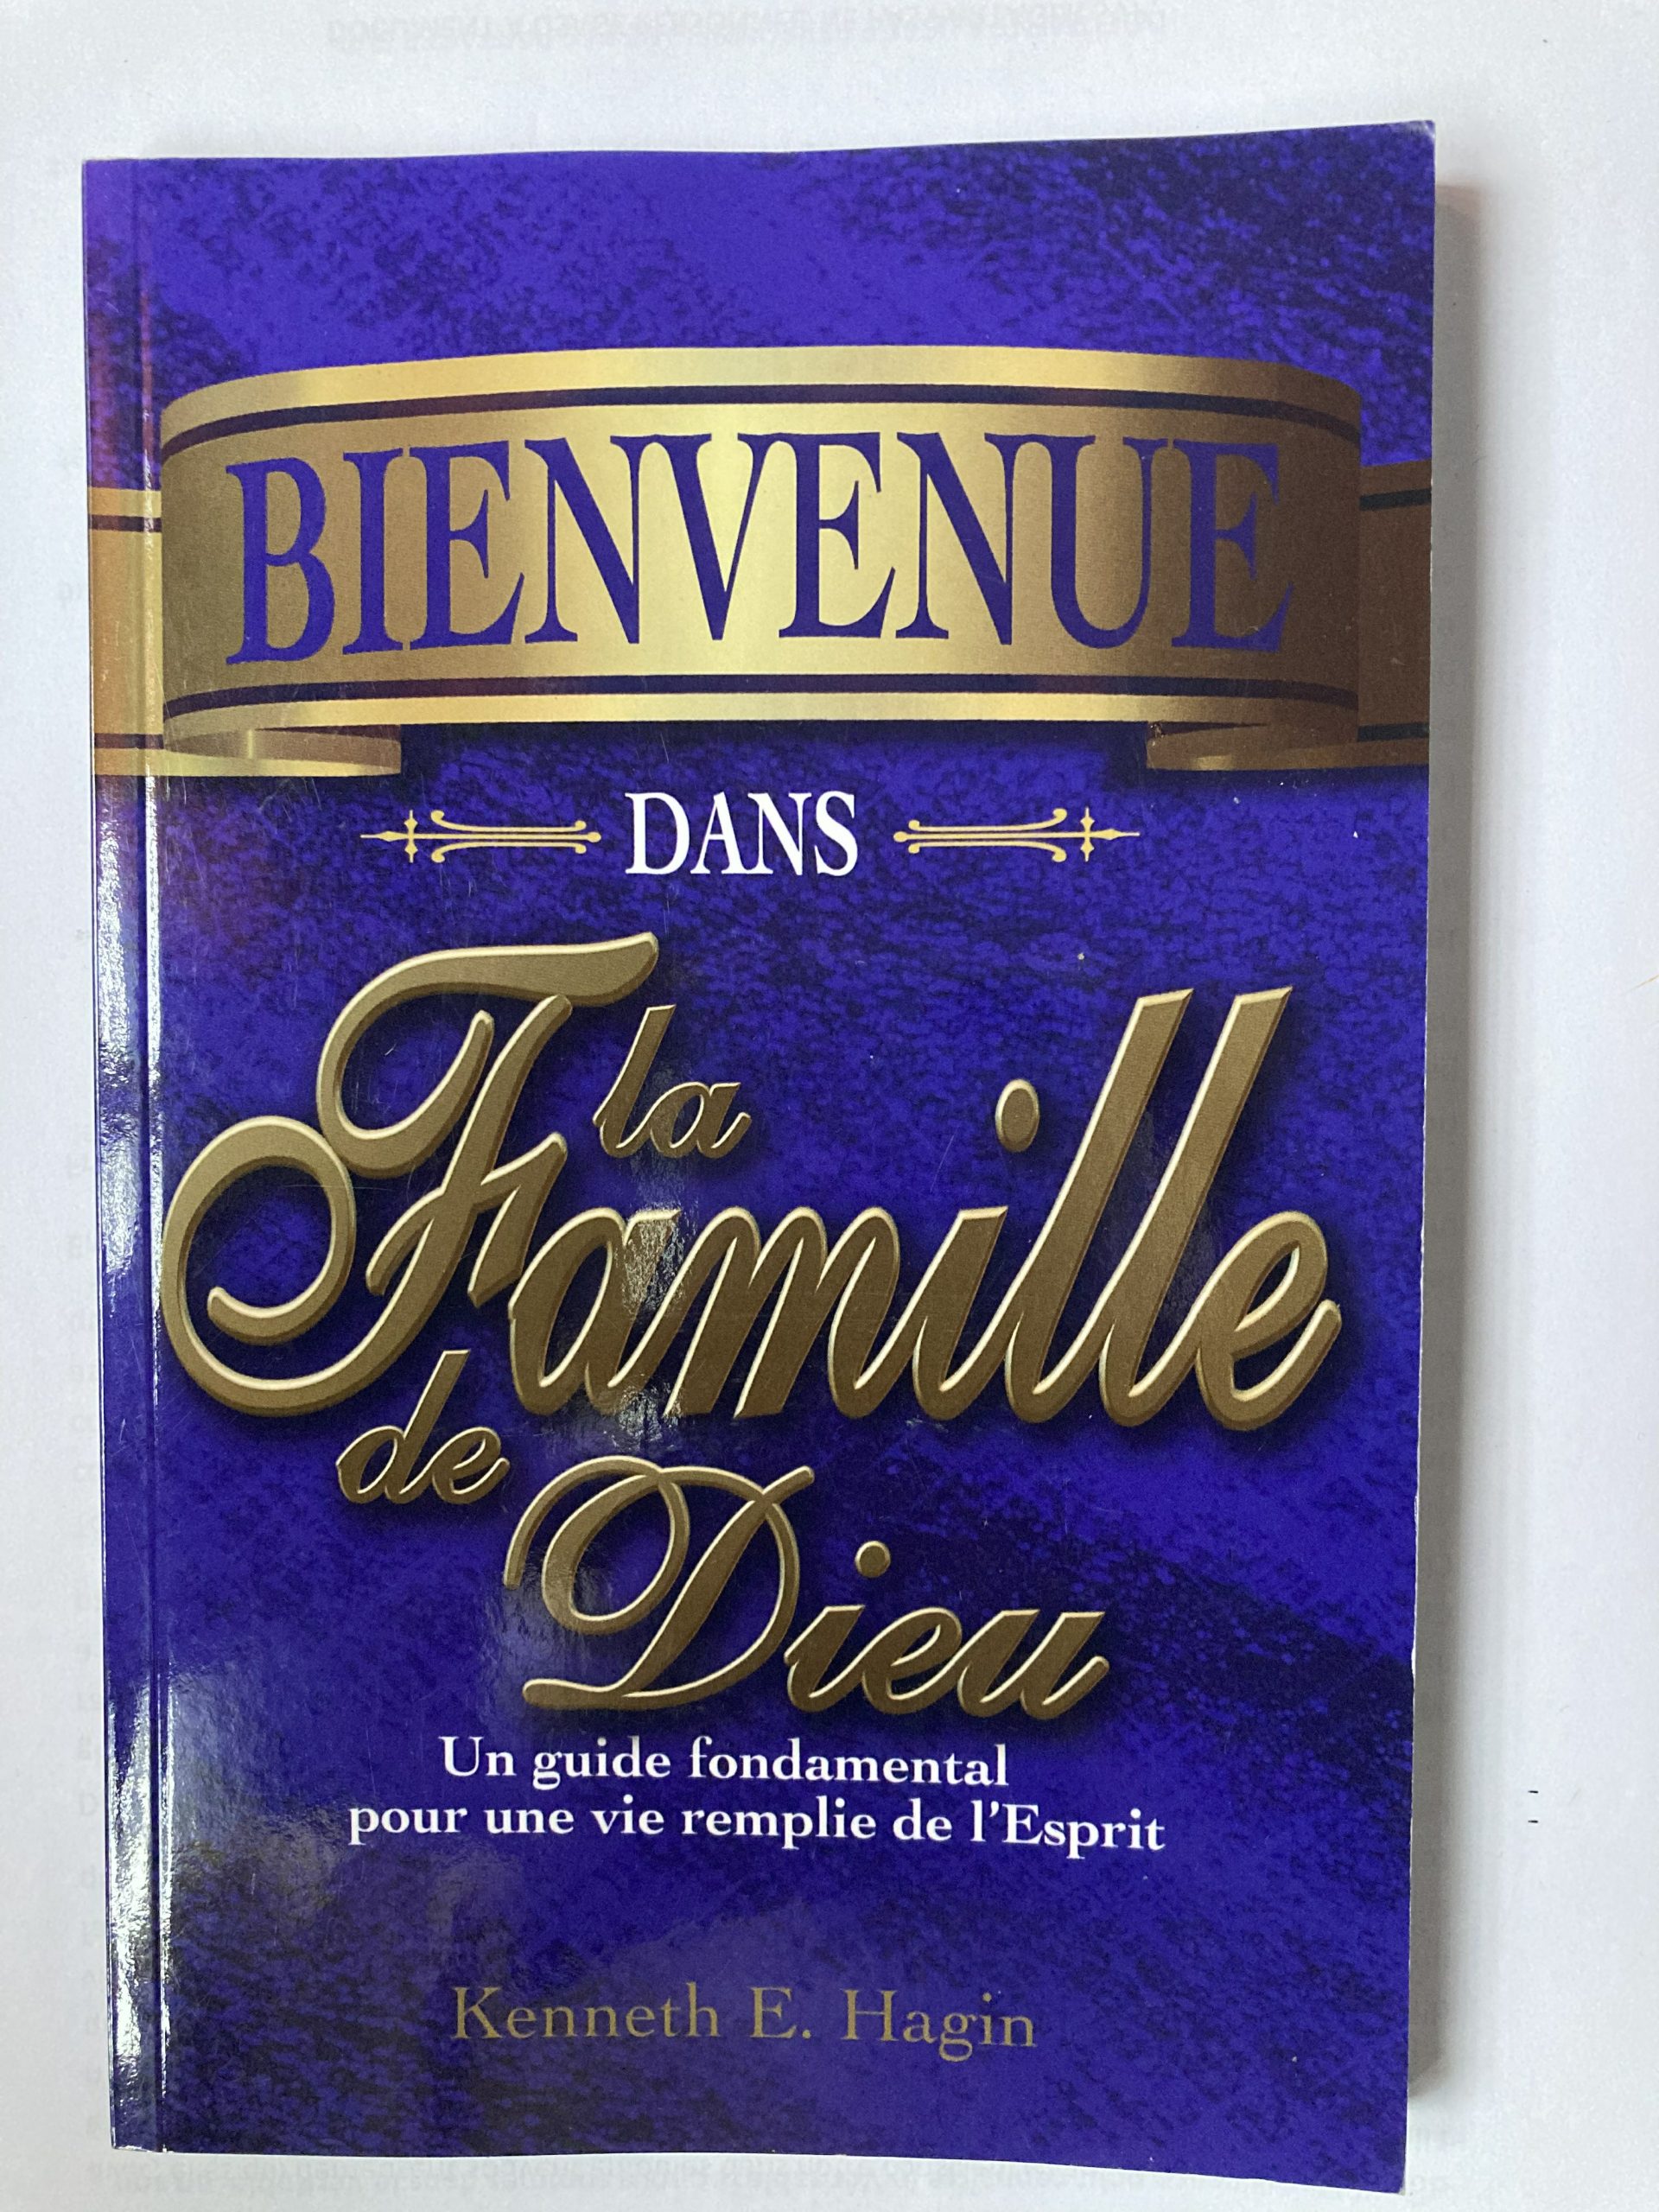 BIENVENUE
DANS
la
Famille
de
Dieu
Un guide fondamental
pour une vie remplie de l'Esprit
Kenneth E. Hagin